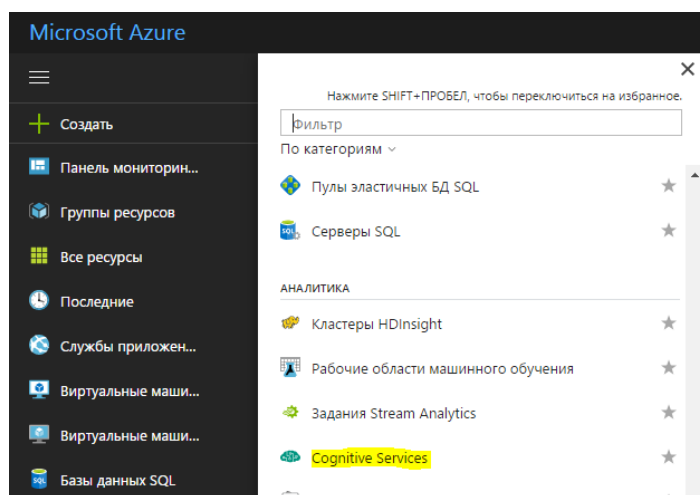 Microsoft Azure
Нажмите SHIFT+ПРОБЕЛ, чтобы переключиться на избранное.
Создать
Панель мониторин...
Группы ресурсов
Все ресурсы
Последние
Службы приложен...
Виртуальные маши...
Виртуальные маши...
Базы данных SQL
Фильтр
По категориям
Пулы эластичных БД SQL
Серверы SQL
АНАЛИТИКА
Кластеры HDInsight
Рабочие области машинного обучения
Задания Stream Analytics
Cognitive Services